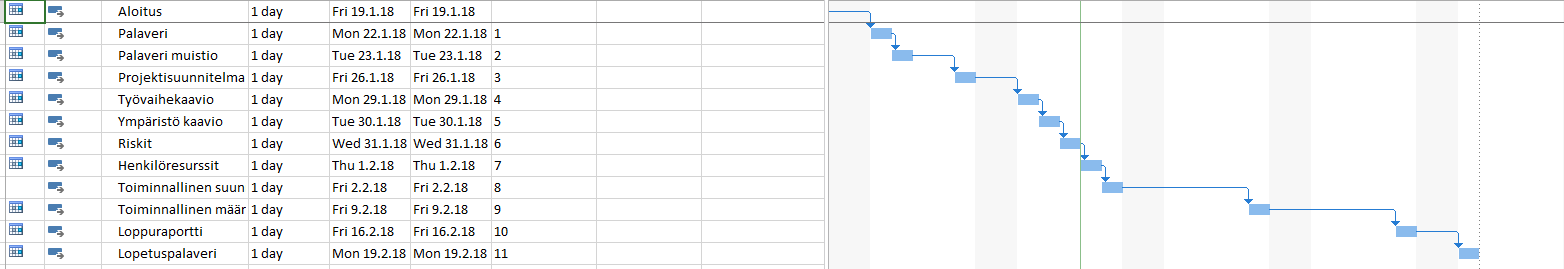 Aloitus 1 day Fri 19.1.18 Fri 19.1.18
Palaveri 1 day Mon 22.1.18 Mon 22.1.18 1
Palaveri muistio 1 day Tue 23.1.18 Tue 23.1.18 2
Projektisuunnitelma 1 day Fri 26.1.18 Fri 26.1.18 3
Työvaihekaavio 1 day Mon 29.1.18 Mon 29.1.18 4
Ympäristö kaavio 1 day Tue 30.1.18 Tue 30.1.18 5
Riskit 1 day Wed 31.1.18 Wed 31.1.18 6
Henkilöresurssit 1 day Thu 1.2.18 Thu 1.2.18 7
Toiminnallinen suun 1 day Fri 2.2.18 Fri 2.2.18 8
Toiminnallinen määr 1 day Fri 9.2.18 Fri 9.2.18 9
Loppuraportti 1 day Fri 16.2.18 Fri 16.2.18 10
Lopetuspalaveri 1 day Mon 19.2.18 Mon 19.2.18 11